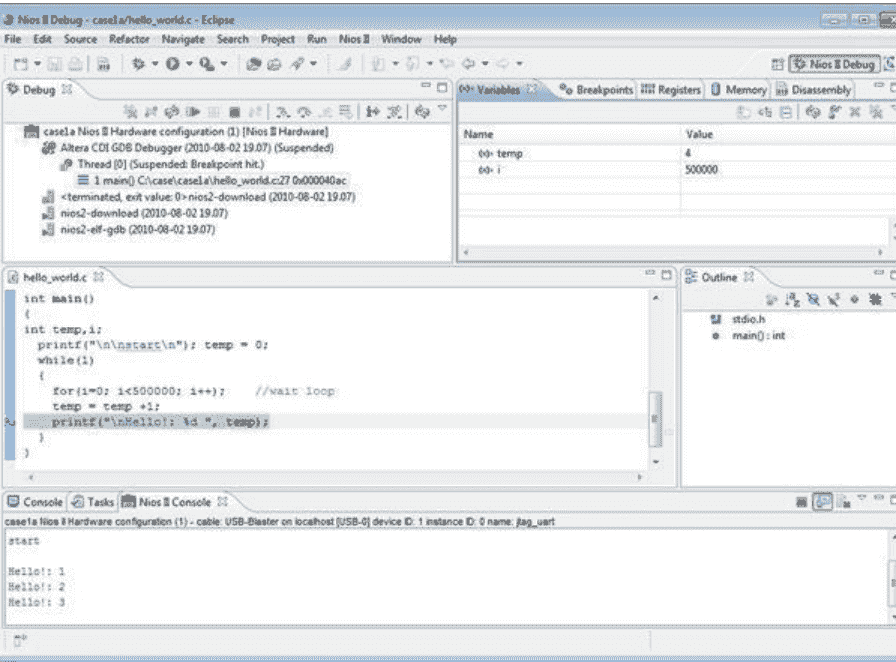 Nios II Debug - case1a/hello_world.c - Eclipse
File Edit Source Refactor Navigate Search Project Run Nios II Window Help
Nios II Debug
Debug
Variables Breakpoints Registers Memory Disassembly
case1a Nios II Hardware configuration (1) [Nios II Hardware]
Altera CDI GDB Debugger (2010-08-02 19.07) (Suspended)
Thread [0] (Suspended: Breakpoint hit.)
1 main() C:\case\case1a\hello_world.c:27 0x000040ac
<terminated, exit value: 0>nios2-download (2010-08-02 19.07)
nios2-download (2010-08-02 19.07)
nios2-elf-gdb (2010-08-02 19.07)
Name Value
(x)= temp 4
(x)= i 500000
hello_world.c
int main()
{
int temp,i;
printf("\n\nstart\n"); temp = 0;
while(1)
{
for(i=0; i<500000; i++); //wait loop
temp = temp +1;
printf("\nHello!: %d ", temp);
}
}
Outline
stdio.h
main() : int
Console Tasks Nios II Console
case1a Nios II Hardware configuration (1) - cable: USB-Blaster on localhost [USB-0] device ID: 1 instance ID: 0 name: jtag_uart
start
Hello!: 1
Hello!: 2
Hello!: 3